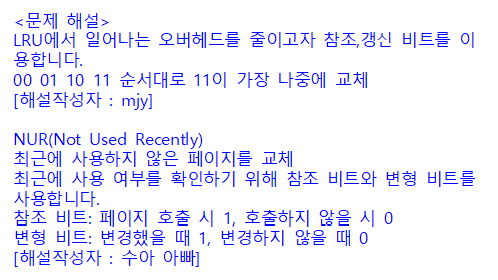 <문제 해설>
LRU에서 일어나는 오버헤드를 줄이고자 참조,갱신 비트를 이
용합니다.
00 01 10 11 순서대로 11이 가장 나중에 교체
[해설작성자 : mjy]

NUR(Not Used Recently)
최근에 사용하지 않은 페이지를 교체
최근에 사용 여부를 확인하기 위해 참조 비트와 변형 비트를
사용합니다.
참조 비트: 페이지 호출 시 1, 호출하지 않을 시 0
변형 비트: 변경했을 때 1, 변경하지 않을 때 0
[해설작성자 : 수아 아빠]